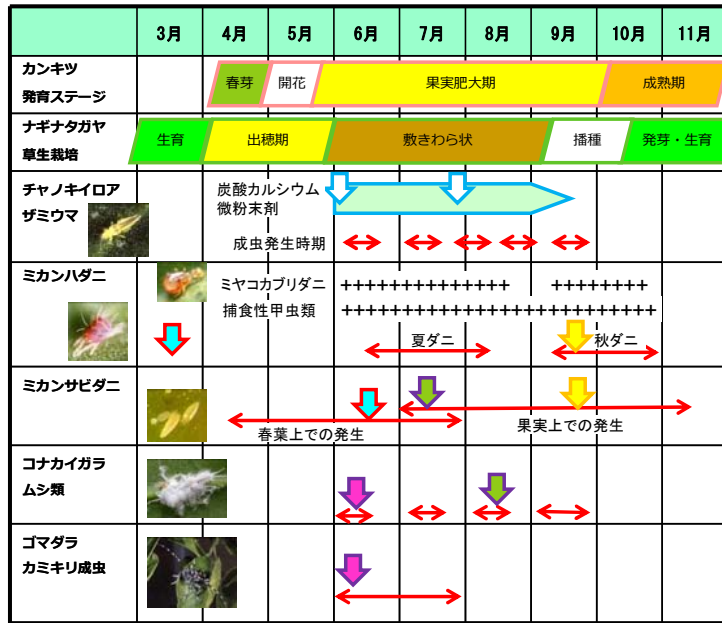 3月 4月 5月 6月 7月 8月 9月 10月 11月
カンキツ
発育ステージ
春芽 開花 果実肥大期 成熟期
ナギナタガヤ
草生栽培
生育 出穂期 敷きわら状 播種 発芽・生育
チャノキイロア
ザミウマ
炭酸カルシウム
微粉末剤
成虫発生時期
ミカンハダニ
ミヤコカブリダニ ++++++++++++++ ++++++++
捕食性甲虫類 ++++++++++++++++++++++++++
夏ダニ 秋ダニ
ミカンサビダニ
春葉上での発生 果実上での発生
コナカイガラ
ムシ類
ゴマダラ
カミキリ成虫